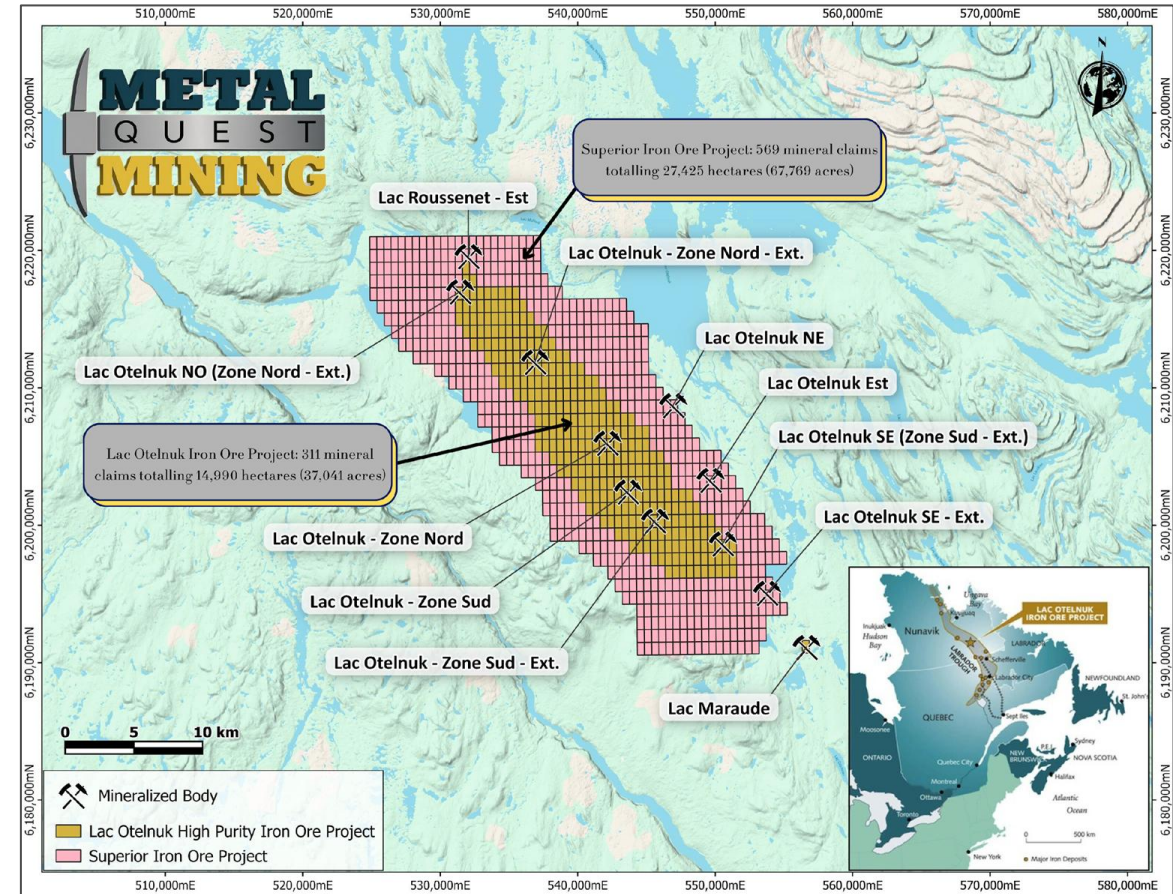 510,000mE 520,000mE 530,000mE 540,000mE 550,000mE 560,000mE 570,000mE 580,000mE
METAL
QUEST
MINING
6,230,000mN
6,230,000mN
Superior Iron Ore Project: 569 mineral claims
totalling 27,425 hectares (67,769 acres)
Lac Roussenet - Est
6,220,000mN
Lac Otelnuk - Zone Nord - Ext.
6,220,000mN
Lac Otelnuk NE
Lac Otelnuk NO (Zone Nord - Ext.)
Lac Otelnuk Est
6,210,000mN
6,210,000mN
Lac Otelnuk SE (Zone Sud - Ext.)
Lac Otelnuk Iron Ore Project: 311 mineral
claims totalling 14,990 hectares (37,041 acres)
Lac Otelnuk SE - Ext.
6,200,000mN
6,200,000mN
Lac Otelnuk - Zone Nord
Lac Otelnuk - Zone Sud
Lac Otelnuk - Zone Sud - Ext.
6,190,000mN
6,190,000mN
Lac Maraude
0 5 10 km
Mineralized Body
Lac Otelnuk High Purity Iron Ore Project
Superior Iron Ore Project
6,180,000mN
6,180,000mN
Ungava
Bay
Kuujjuaq
LAC OTELNUK
IRON ORE PROJECT
Inukjuak
Hudson
Bay
Nunavik
LABRADOR
LABRADOR
TROUGH
Schefferville
Labrador City
NEWFOUNDLAND
St. John's
QUEBEC
Sept Iles
Moosonee
ONTARIO
NEW
BRUNSWICK
P.E.I.
Sydney
NOVA SCOTIA
Quebec City
Montreal
Halifax
Ottawa
Atlantic
Ocean
Toronto
0 500 km
New York
Major Iron Deposits
510,000mE 520,000mE 530,000mE 540,000mE 550,000mE 560,000mE 570,000mE 580,000mE